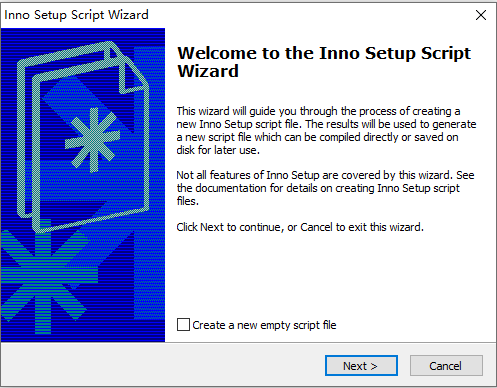 Inno Setup Script Wizard
Welcome to the Inno Setup Script
Wizard
This wizard will guide you through the process of creating a
new Inno Setup script file. The results will be used to generate
a new script file which can be compiled directly or saved on
disk for later use.
Not all features of Inno Setup are covered by this wizard. See
the documentation for details on creating Inno Setup script
files.
Click Next to continue, or Cancel to exit this wizard.
Create a new empty script file
Next >
Cancel